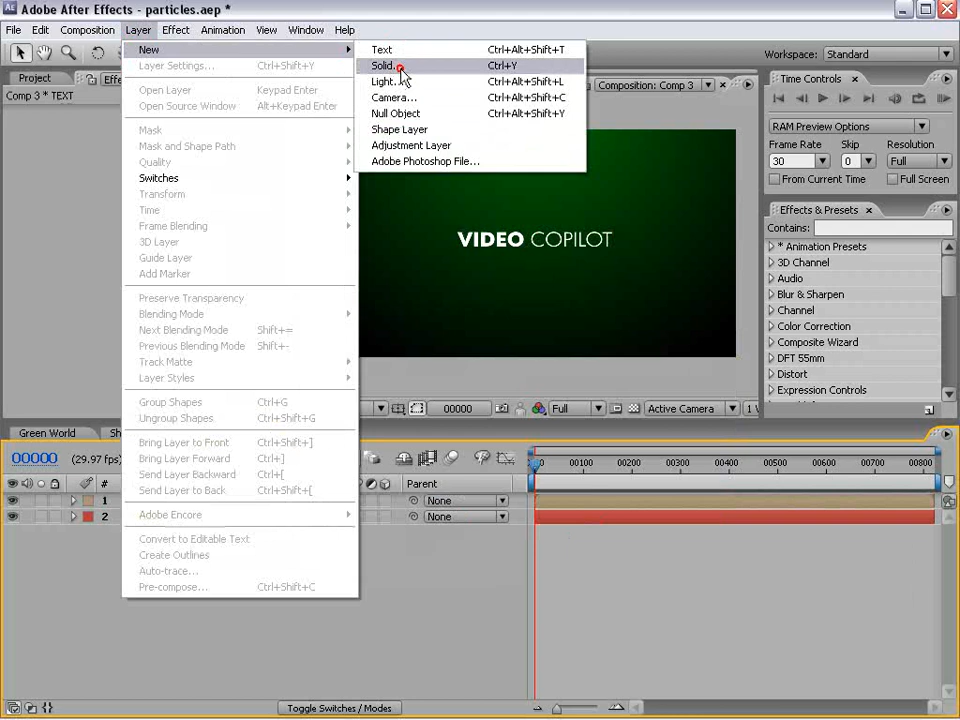 Adobe After Effects - particles.aep *
File Edit Composition Layer Effect Animation View Window Help
New
Text Ctrl+Alt+Shift+T
Solid... Ctrl+Y
Light... Ctrl+Alt+Shift+L
Camera... Ctrl+Alt+Shift+C
Null Object Ctrl+Alt+Shift+Y
Shape Layer
Adjustment Layer
Adobe Photoshop File...
Layer Settings... Ctrl+Shift+Y
Open Layer Keypad Enter
Open Source Window Alt+Keypad Enter
Mask
Mask and Shape Path
Quality
Switches
Transform
Time
Frame Blending
3D Layer
Guide Layer
Add Marker
Preserve Transparency
Blending Mode
Next Blending Mode Shift+=
Previous Blending Mode Shift+-
Track Matte
Layer Styles
Group Shapes Ctrl+G
Ungroup Shapes Ctrl+Shift+G
Bring Layer to Front Ctrl+Shift+]
Bring Layer Forward Ctrl+]
Send Layer Backward Ctrl+[
Send Layer to Back Ctrl+Shift+[
Adobe Encore
Convert to Editable Text
Create Outlines
Auto-trace...
Pre-compose... Ctrl+Shift+C
Workspace: Standard
Project Effe
Comp 3 * TEXT
Composition: Comp 3
VIDEO COPILOT
00000 Full Active Camera 1
Time Controls
RAM Preview Options
Frame Rate Skip Resolution
30 0 Full
From Current Time Full Screen
Effects & Presets
Contains:
* Animation Presets
3D Channel
Audio
Blur & Sharpen
Channel
Color Correction
Composite Wizard
DFT 55mm
Distort
Expression Controls
Green World Sh
00000 (29.97 fp
# Parent
00100 00200 00300 00400 00500 00600 00700 00800
1 None
2 None
Toggle Switches / Modes